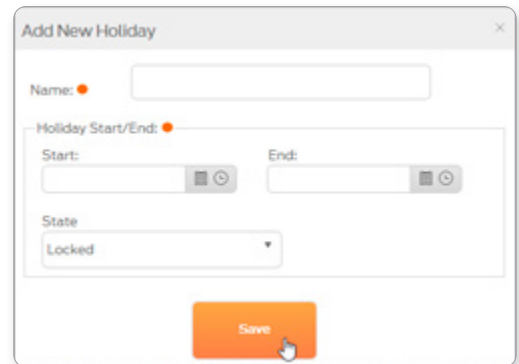 Add New Holiday
Name:
Holiday Start/End:
Start: End:
State
Locked
Save